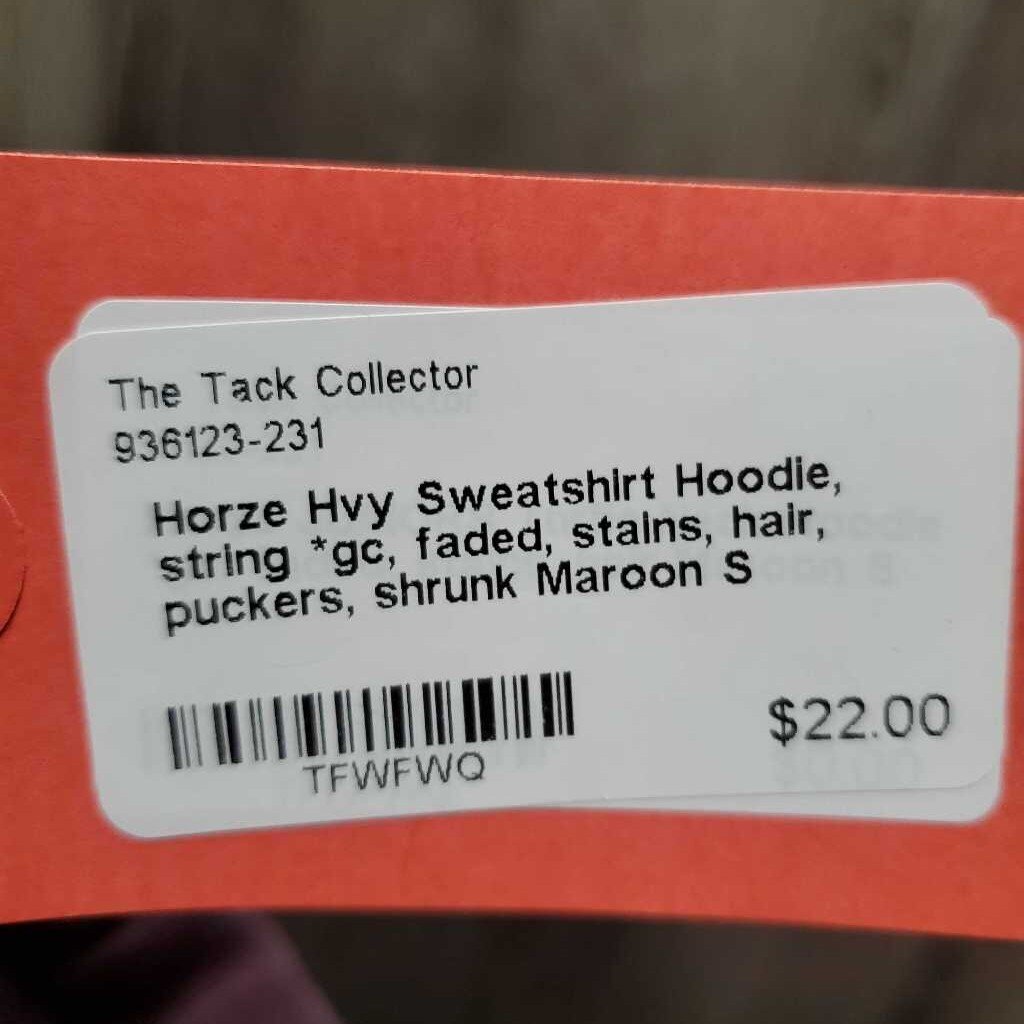 The Tack Collector
936123-231
Horze Hvy Sweatshirt Hoodie,
string *gc, faded, stains, hair,
puckers, shrunk Maroon S
TFWFWQ
$22.00